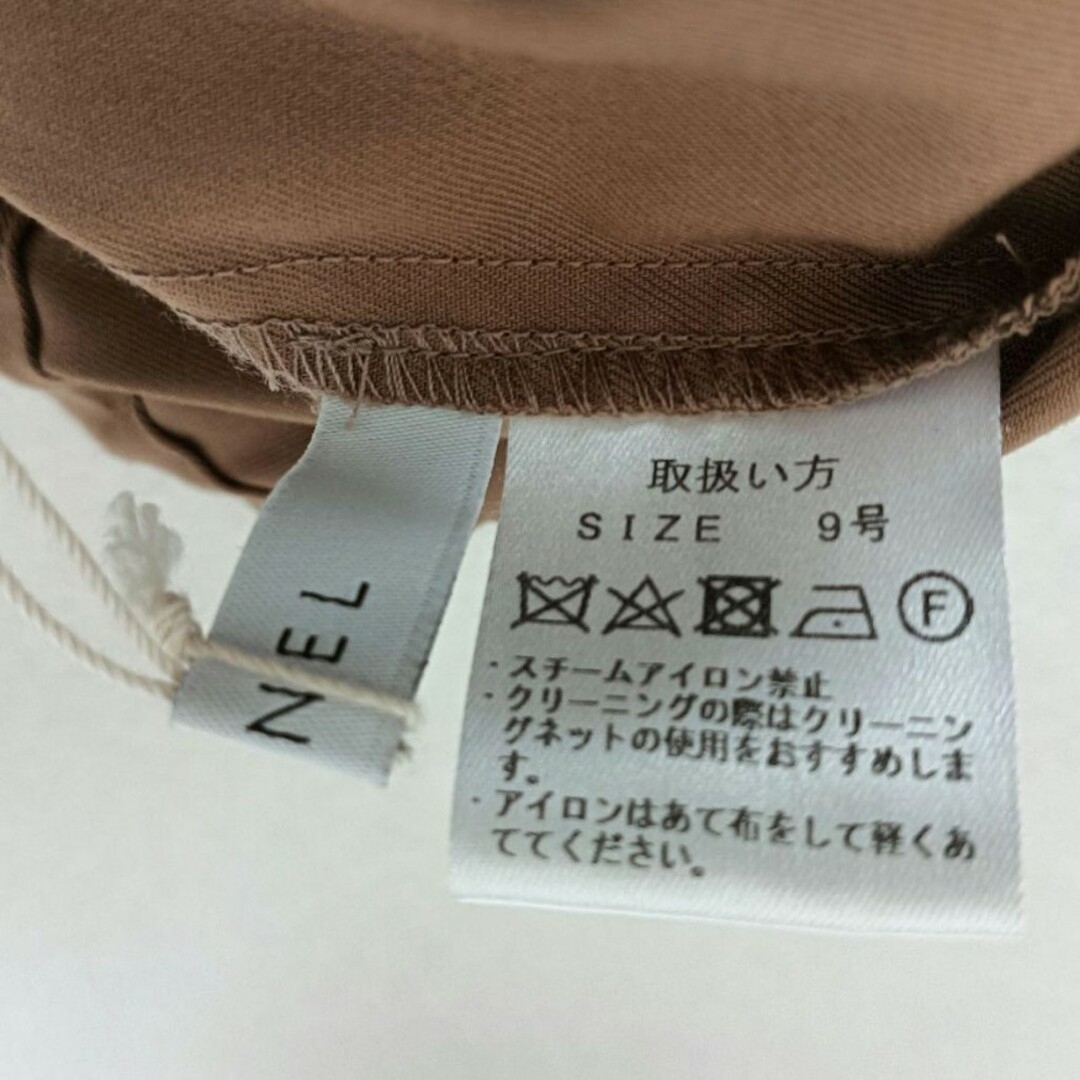 取扱い方
SIZE 9号
F
・スチームアイロン禁止
・クリーニングの際はクリーニン
グネットの使用をおすすめしま
す。
・アイロンはあて布をして軽くあ
ててください。
NEL